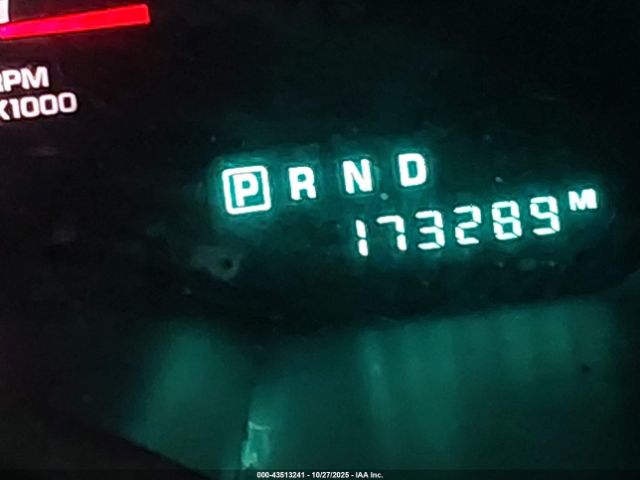 RPM
X1000
P R N D
173289 M
000-43513241 - 10/27/2025 - IAA Inc.